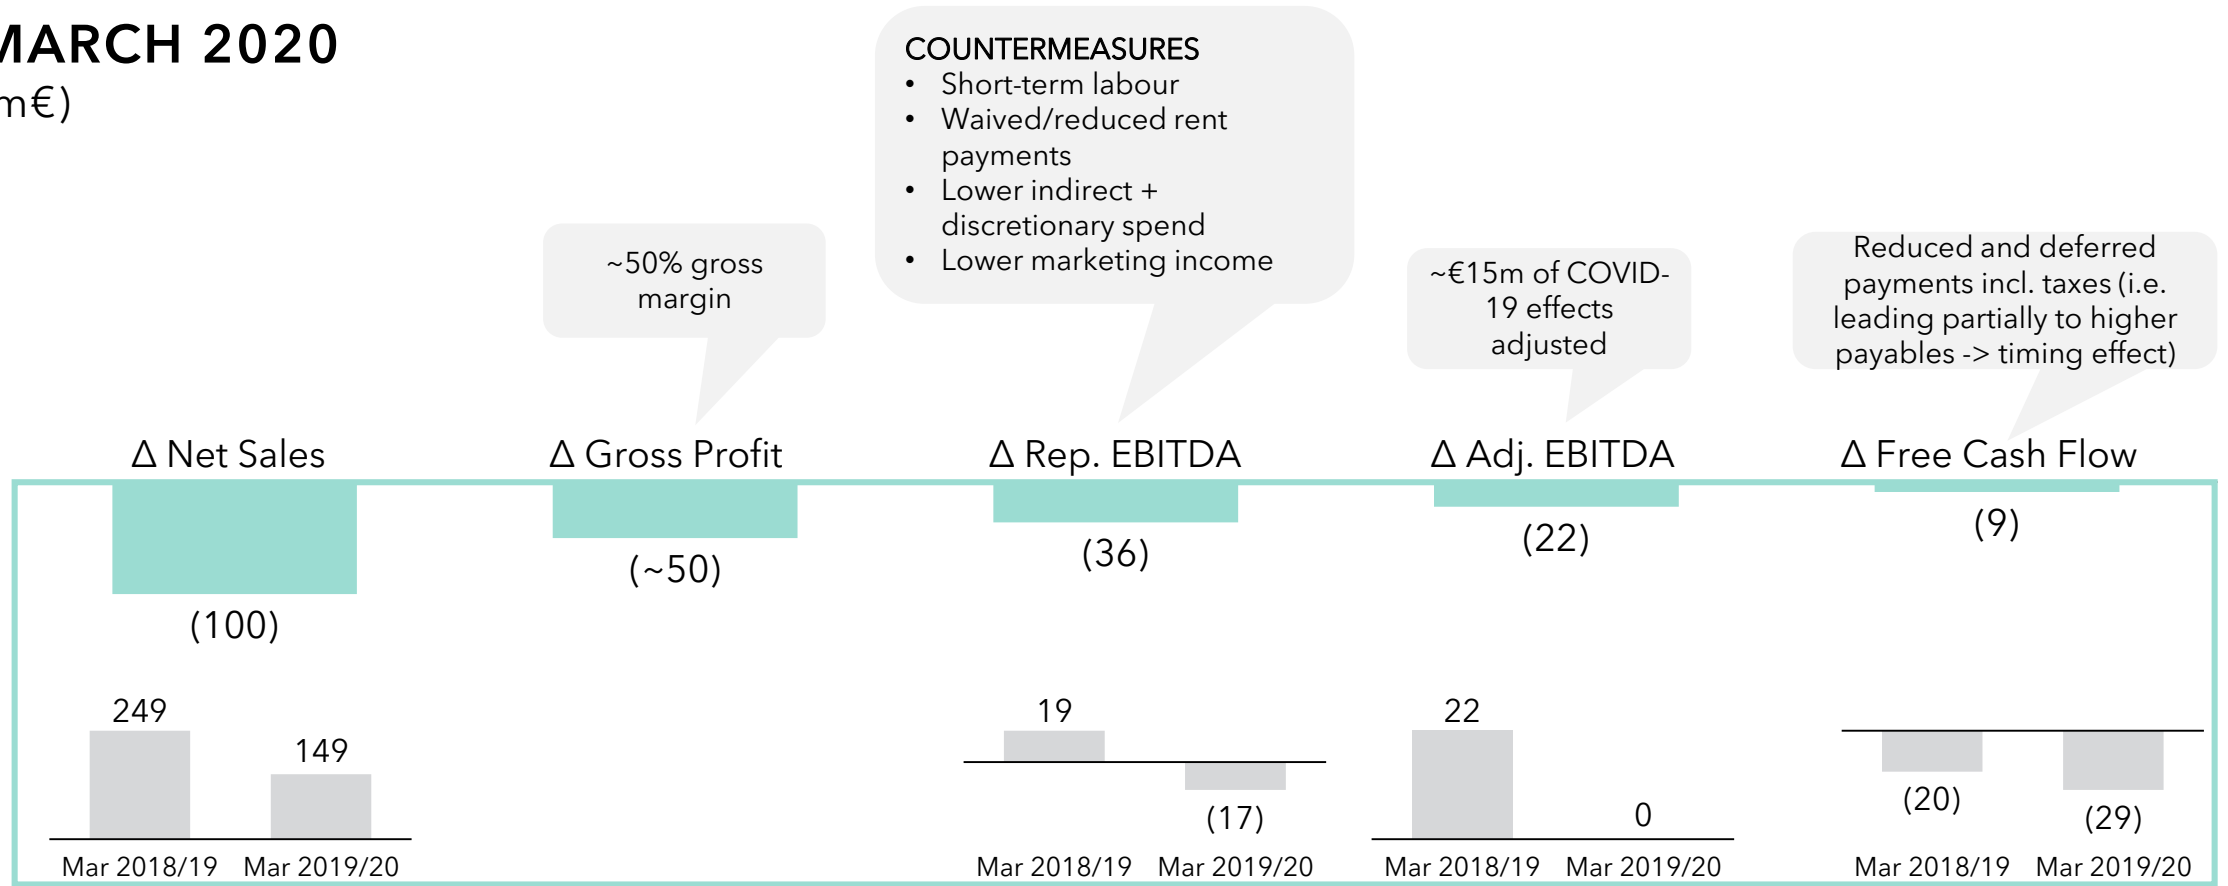 MARCH 2020
m€)
COUNTERMEASURES
• Short-term labour
• Waived/reduced rent
payments
• Lower indirect +
discretionary spend
• Lower marketing income
~50% gross
margin
~€15m of COVID-
19 effects
adjusted
Reduced and deferred
payments incl. taxes (i.e.
leading partially to higher
payables -> timing effect)
Δ Net Sales
Δ Gross Profit
Δ Rep. EBITDA
Δ Adj. EBITDA
Δ Free Cash Flow
(100)
(~50)
(36)
(22)
(9)
249
149
Mar 2018/19 Mar 2019/20
19
(17)
Mar 2018/19 Mar 2019/20
22
0
Mar 2018/19 Mar 2019/20
(20)
(29)
Mar 2018/19 Mar 2019/20